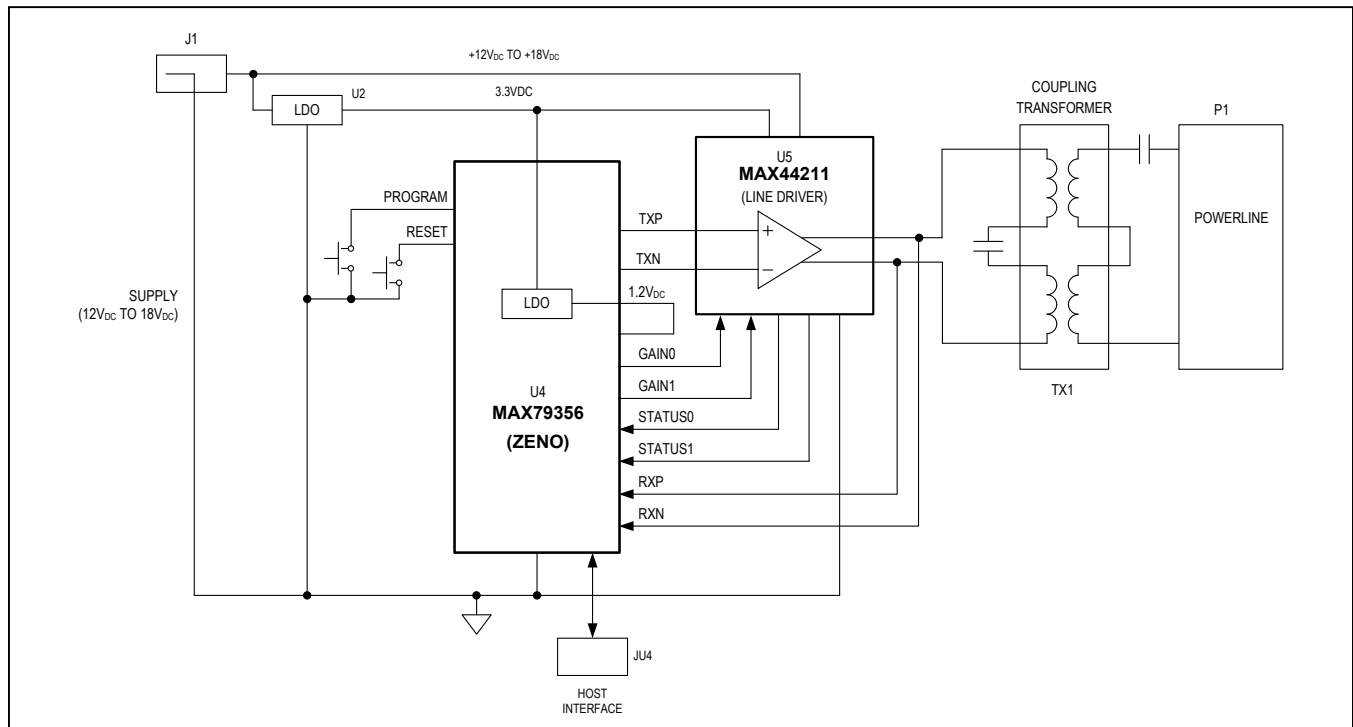 J1
+12VDC TO +18VDC
U2
LDO
3.3VDC
COUPLING
TRANSFORMER
P1
U5
MAX44211
(LINE DRIVER)
PROGRAM
RESET
TXP
+
TXN
−
POWERLINE
SUPPLY
(12VDC TO 18VDC)
LDO
1.2VDC
GAIN0
GAIN1
TX1
U4
MAX79356
(ZENO)
STATUS0
STATUS1
RXP
RXN
JU4
HOST
INTERFACE